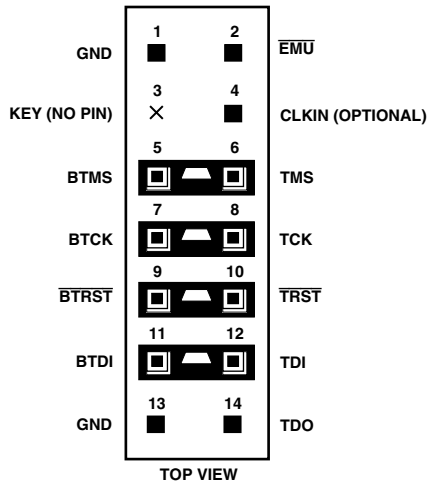 1 2
GND EMU
3 4
KEY (NO PIN) CLKIN (OPTIONAL)
5 6
BTMS TMS
7 8
BTCK TCK
9 10
BTRST TRST
11 12
BTDI TDI
13 14
GND TDO
TOP VIEW